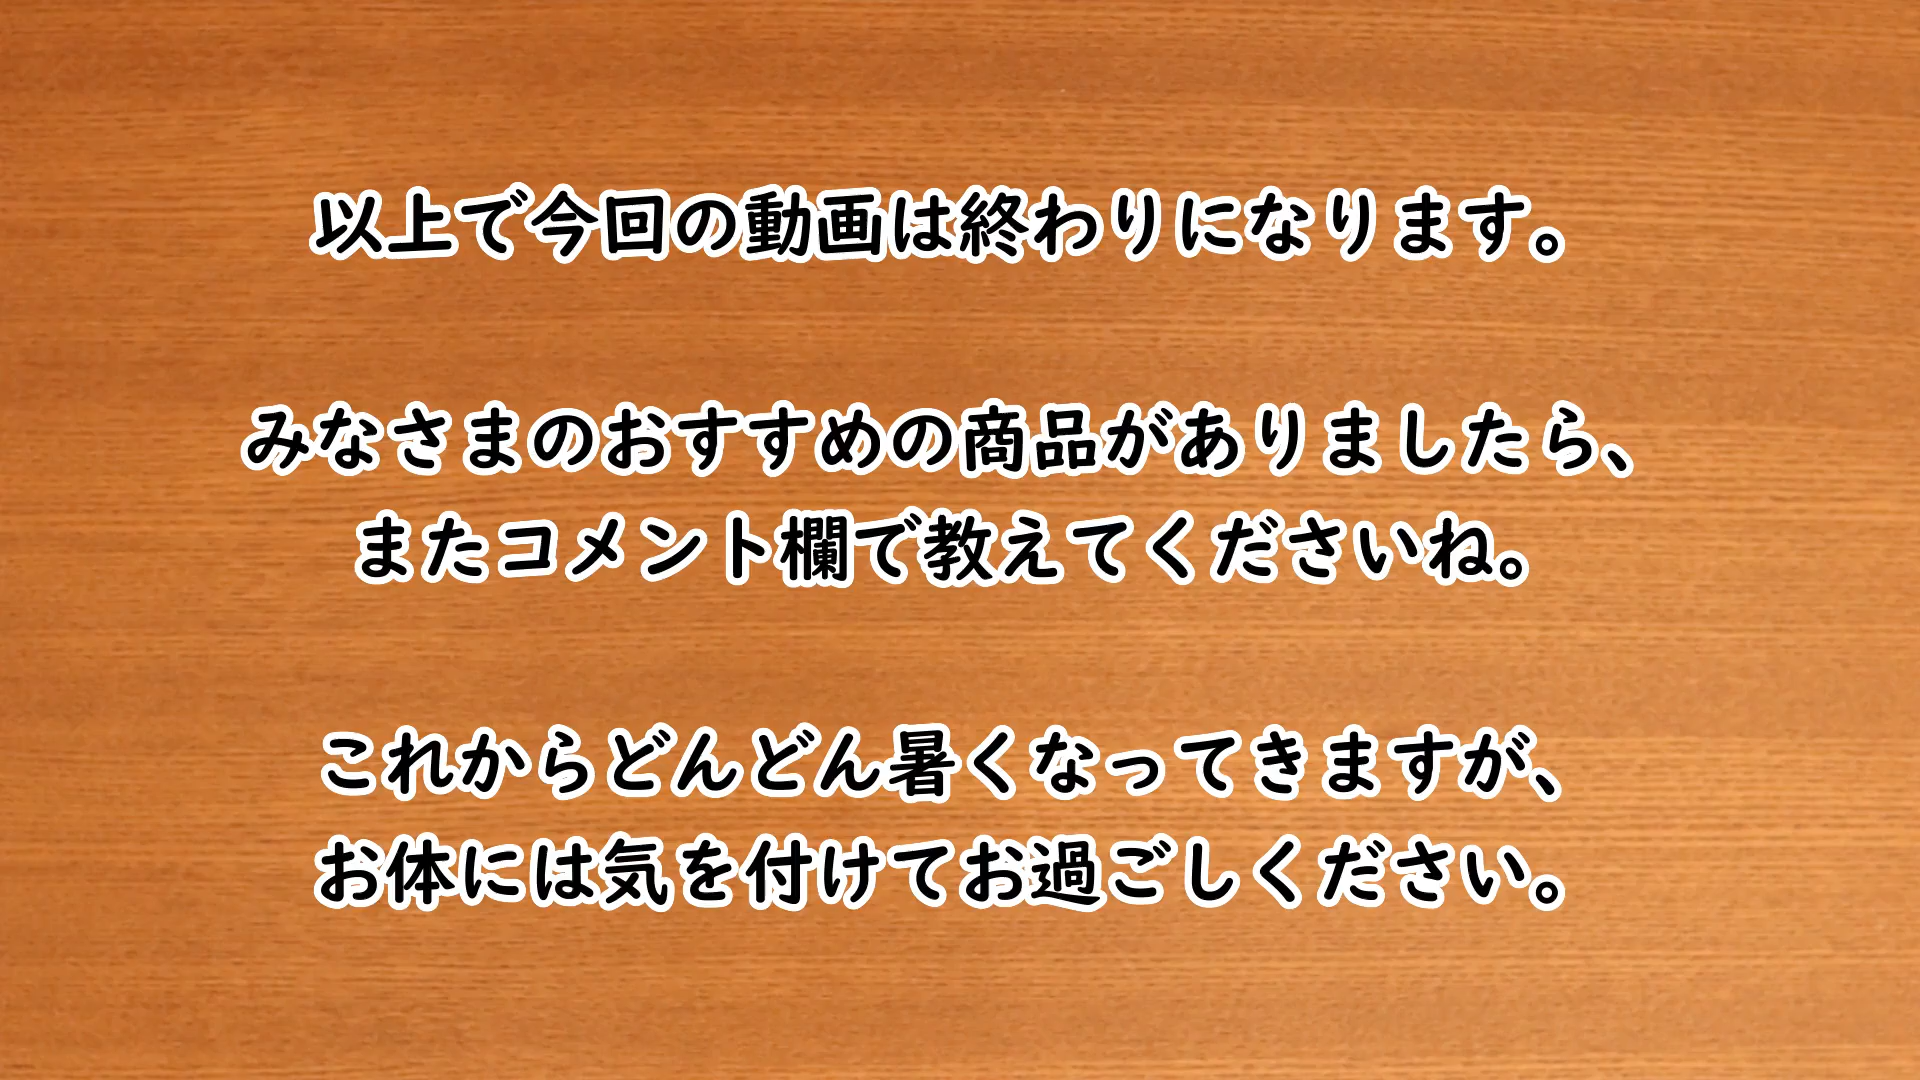 以上で今回の動画は終わりになります。
みなさまのおすすめの商品がありましたら、
またコメント欄で教えてくださいね。
これからどんどん暑くなってきますが、
お体には気を付けてお過ごしください。